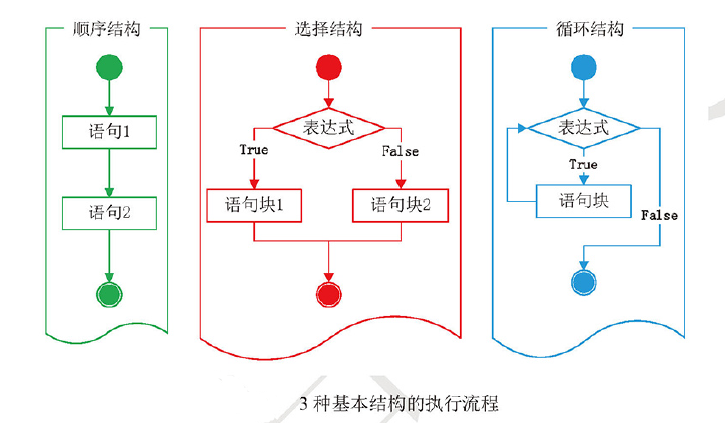 顺序结构
语句1
语句2
选择结构
表达式
True
False
语句块1
语句块2
循环结构
表达式
True
语句块
False
3种基本结构的执行流程